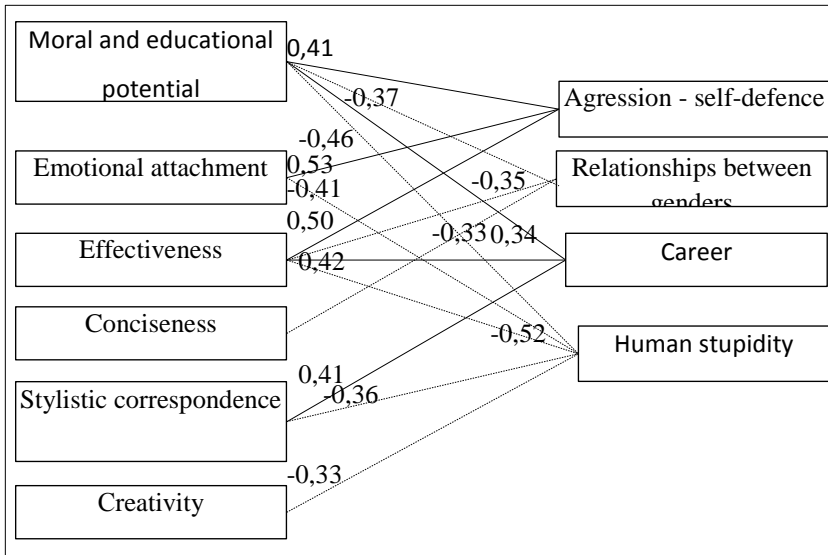 Moral and educational
potential
0,41
-0,37
Agression - self-defence
-0,46
Emotional attachment
0,53
-0,41
-0,35
Relationships between
genders
0,50
Effectiveness
-0,33
0,34
0,42
Career
Conciseness
-0,52
Human stupidity
0,41
Stylistic correspondence
-0,36
-0,33
Creativity